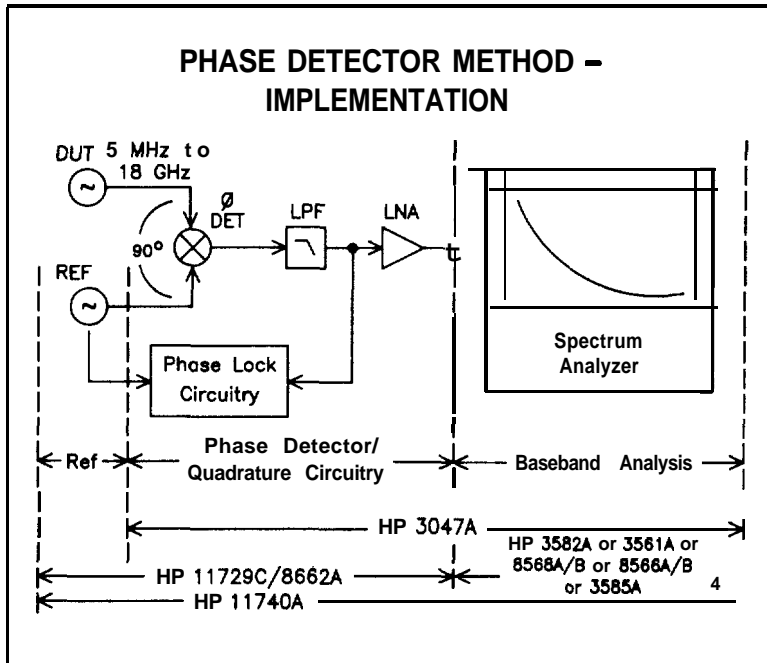 PHASE DETECTOR METHOD –
IMPLEMENTATION
DUT 5 MHz to
18 GHz
~
Ø
DET
LPF
LNA
90°
REF
~
Phase Lock
Circuitry
Spectrum
Analyzer
Ref
Phase Detector/
Quadrature Circuitry
Baseband Analysis
HP 3047A
HP 11729C/8662A
HP 3582A or 3561A or
8568A/B or 8566A/B
or 3585A
4
HP 11740A